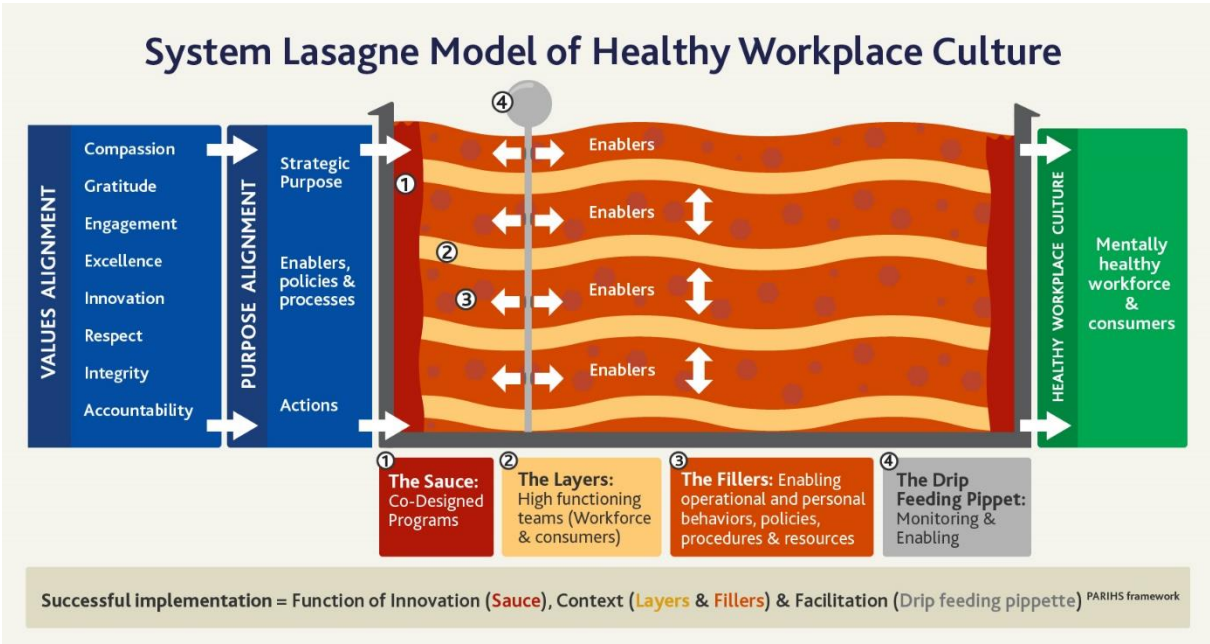 System Lasagne Model of Healthy Workplace Culture
VALUES ALIGNMENT
Compassion
Gratitude
Engagement
Excellence
Innovation
Respect
Integrity
Accountability
PURPOSE ALIGNMENT
Strategic
Purpose
Enablers,
policies &
processes
Actions
4
1
2
3
Enablers
Enablers
Enablers
Enablers
HEALTHY WORKPLACE CULTURE
Mentally
healthy
workforce
&
consumers
1
The Sauce:
Co-Designed
Programs
2
The Layers:
High functioning
teams (Workforce
& consumers)
3
The Fillers: Enabling
operational and personal
behaviors, policies,
procedures & resources
4
The Drip
Feeding Pippet:
Monitoring &
Enabling
Successful implementation = Function of Innovation (Sauce), Context (Layers & Fillers) & Facilitation (Drip feeding pippette) PARIHS framework